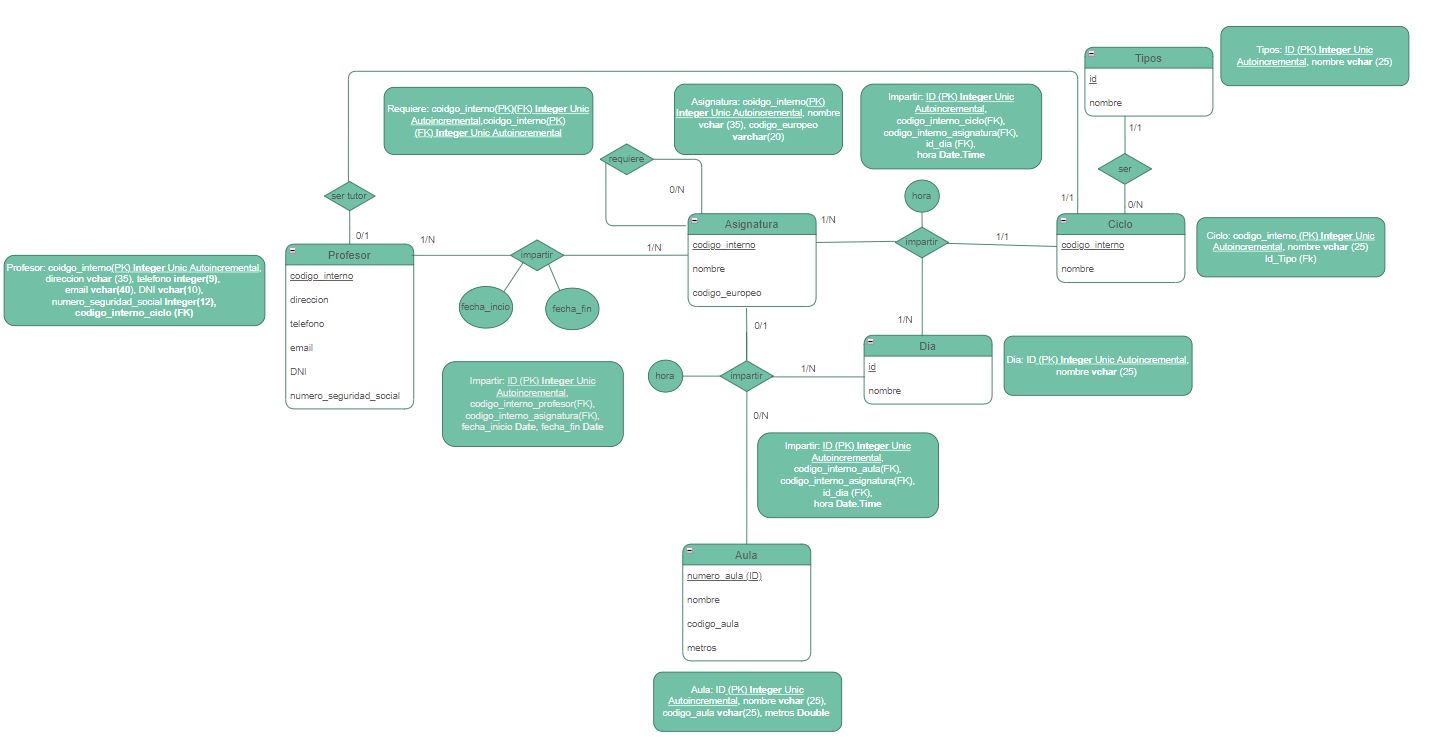 Tipos: ID (PK) Integer Unic
Autoincremental, nombre vchar (25)
Tipos
id
nombre
1/1
ser
0/N
Requiere: coidgo_interno(PK)(FK) Integer Unic
Autoincremental,coidgo_interno(PK)
(FK) Integer Unic Autoincremental
Asignatura: coidgo_interno(PK)
Integer Unic Autoincremental, nombre
vchar (35), codigo_europeo
varchar(20)
Impartir: ID (PK) Integer Unic
Autoincremental,
codigo_interno_ciclo(FK),
codigo_interno_asignatura(FK),
id_dia (FK),
hora Date.Time
requiere
0/N
ser tutor
0/1
hora
1/1
Asignatura
codigo_interno
nombre
codigo_europeo
1/N
impartir
1/1
Ciclo
codigo_interno
nombre
Ciclo: codigo_interno (PK) Integer Unic
Autoincremental, nombre vchar (25)
Id_Tipo (Fk)
Profesor: coidgo_interno(PK) Integer Unic Autoincremental,
direccion vchar (35), telefono integer(9),
email vchar(40), DNI vchar(10),
numero_seguridad_social Integer(12),
codigo_interno_ciclo (FK)
Profesor
codigo_interno
direccion
telefono
email
DNI
numero_seguridad_social
1/N
impartir
1/N
fecha_incio
fecha_fin
Impartir: ID (PK) Integer Unic
Autoincremental,
codigo_interno_profesor(FK),
codigo_interno_asignatura(FK),
fecha_inicio Date, fecha_fin Date
0/1
hora
impartir
1/N
0/N
1/N
Dia
id
nombre
Dia: ID (PK) Integer Unic Autoincremental,
nombre vchar (25)
Impartir: ID (PK) Integer Unic
Autoincremental,
codigo_interno_aula(FK),
codigo_interno_asignatura(FK),
id_dia (FK),
hora Date.Time
Aula
numero_aula (ID)
nombre
codigo_aula
metros
Aula: ID (PK) Integer Unic
Autoincremental, nombre vchar (25),
codigo_aula vchar(25), metros Double